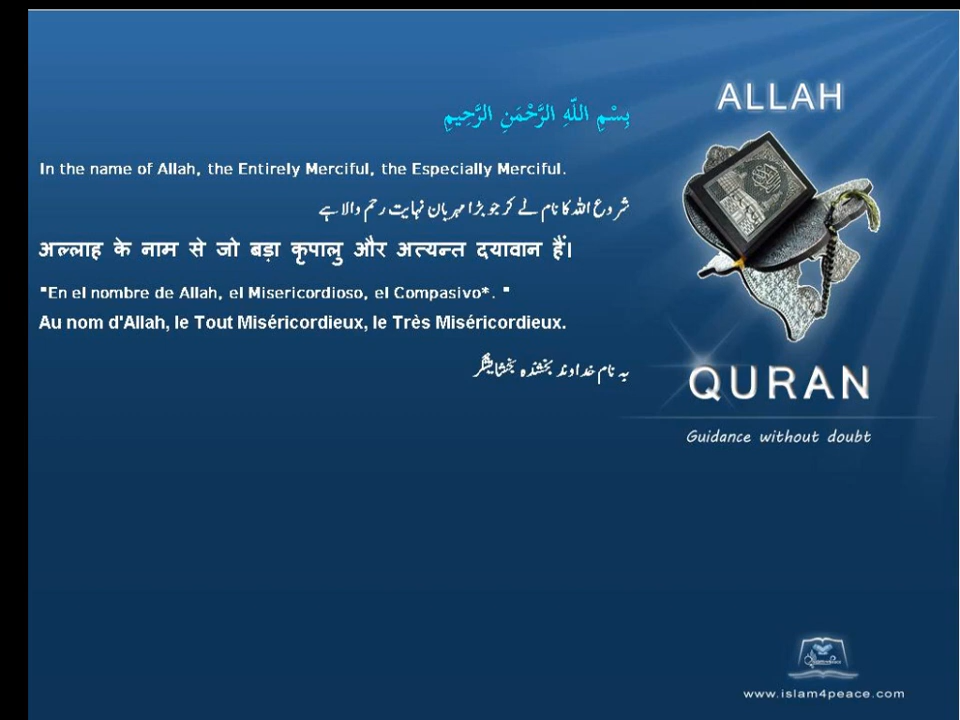 بِسْمِ اللَّهِ الرَّحْمَنِ الرَّحِيمِ
In the name of Allah, the Entirely Merciful, the Especially Merciful.
شروع الله کا نام لے کر جو بڑا مہربان نہایت رحم والا ہے
अल्लाह के नाम से जो बड़ा कृपालु और अत्यन्त दयावान हैं।
"En el nombre de Allah, el Misericordioso, el Compasivo*. "
Au nom d'Allah, le Tout Miséricordieux, le Très Miséricordieux.
به نام خداوند بخشنده بخشایشگر
ALLAH
QURAN
Guidance without doubt
www.islam4peace.com